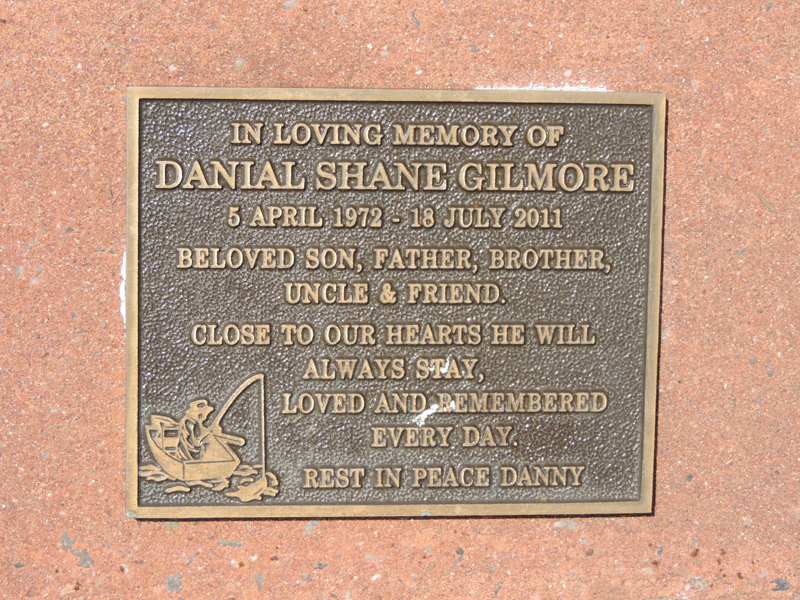 IN LOVING MEMORY OF
DANIAL SHANE GILMORE
5 APRIL 1972 - 18 JULY 2011
BELOVED SON, FATHER, BROTHER,
UNCLE & FRIEND.
CLOSE TO OUR HEARTS HE WILL
ALWAYS STAY,
LOVED AND REMEMBERED
EVERY DAY.
REST IN PEACE DANNY